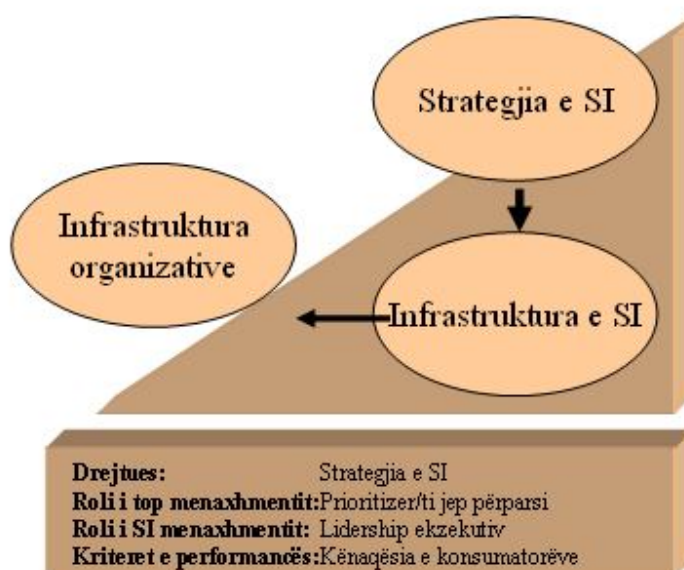 Strategjia e SI
Infrastruktura
organizative
Infrastruktura e SI
Drejtues: Strategjia e SI
Roli i top menaxhmentit:Prioritizer/ti jep përparsi
Roli i SI menaxhmentit: Lidership ekzekutiv
Kriteret e performancës:Kënaqësia e konsumatorëve